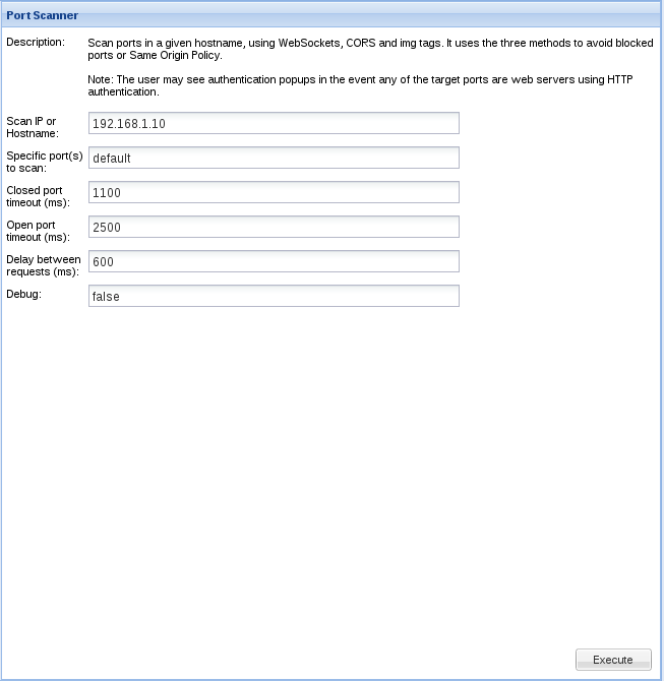 Port Scanner
Description:
Scan ports in a given hostname, using WebSockets, CORS and img tags. It uses the three methods to avoid blocked
ports or Same Origin Policy.
Note: The user may see authentication popups in the event any of the target ports are web servers using HTTP
authentication.
Scan IP or
Hostname:
192.168.1.10
Specific port(s)
to scan:
default
Closed port
timeout (ms):
1100
Open port
timeout (ms):
2500
Delay between
requests (ms):
600
Debug:
false
Execute